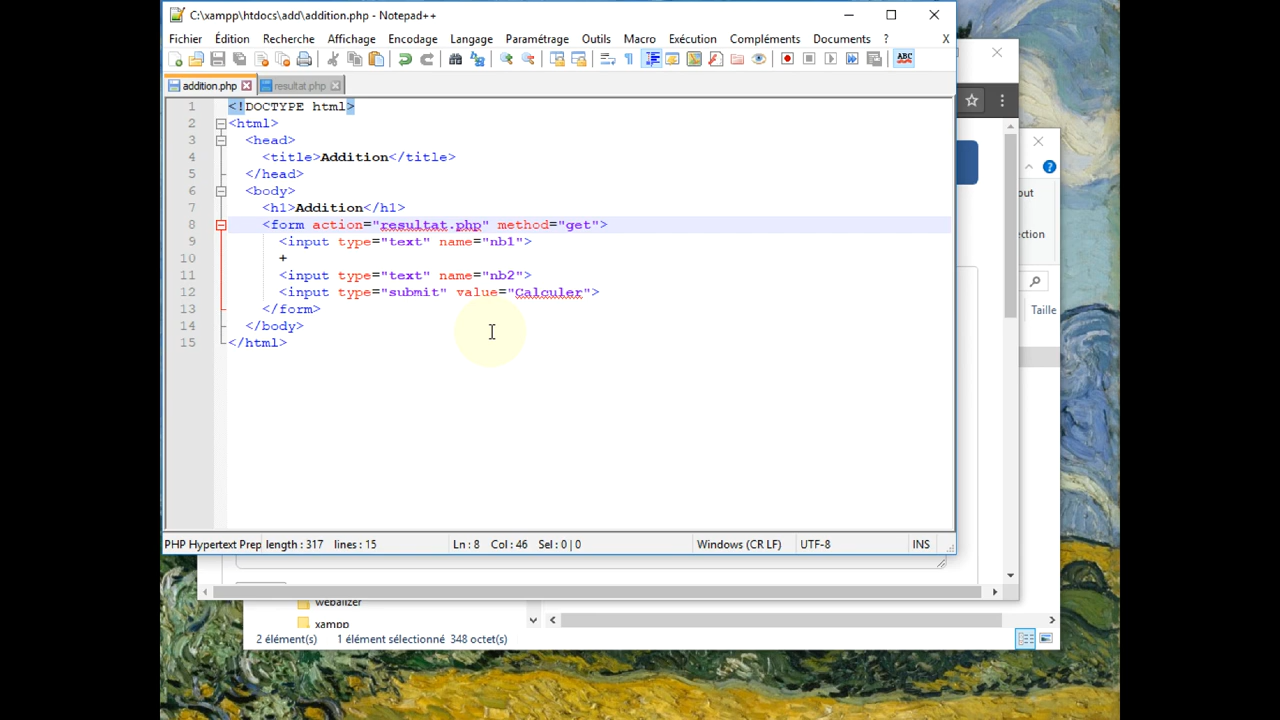 C:\xampp\htdocs\add\addition.php - Notepad++
Fichier Édition Recherche Affichage Encodage Langage Paramétrage Outils Macro Exécution Compléments Documents ? X
addition.php resultat.php
1 <!DOCTYPE html>
2 <html>
3 <head>
4 <title>Addition</title>
5 </head>
6 <body>
7 <h1>Addition</h1>
8 <form action="resultat.php" method="get">
9 <input type="text" name="nb1">
10 +
11 <input type="text" name="nb2">
12 <input type="submit" value="Calculer">
13 </form>
14 </body>
15 </html>
PHP Hypertext Prep length : 317 lines : 15 Ln : 8 Col : 46 Sel : 0 | 0 Windows (CR LF) UTF-8 INS
Taille
webalizer
xampp
2 élément(s) 1 élément sélectionné 348 octet(s)